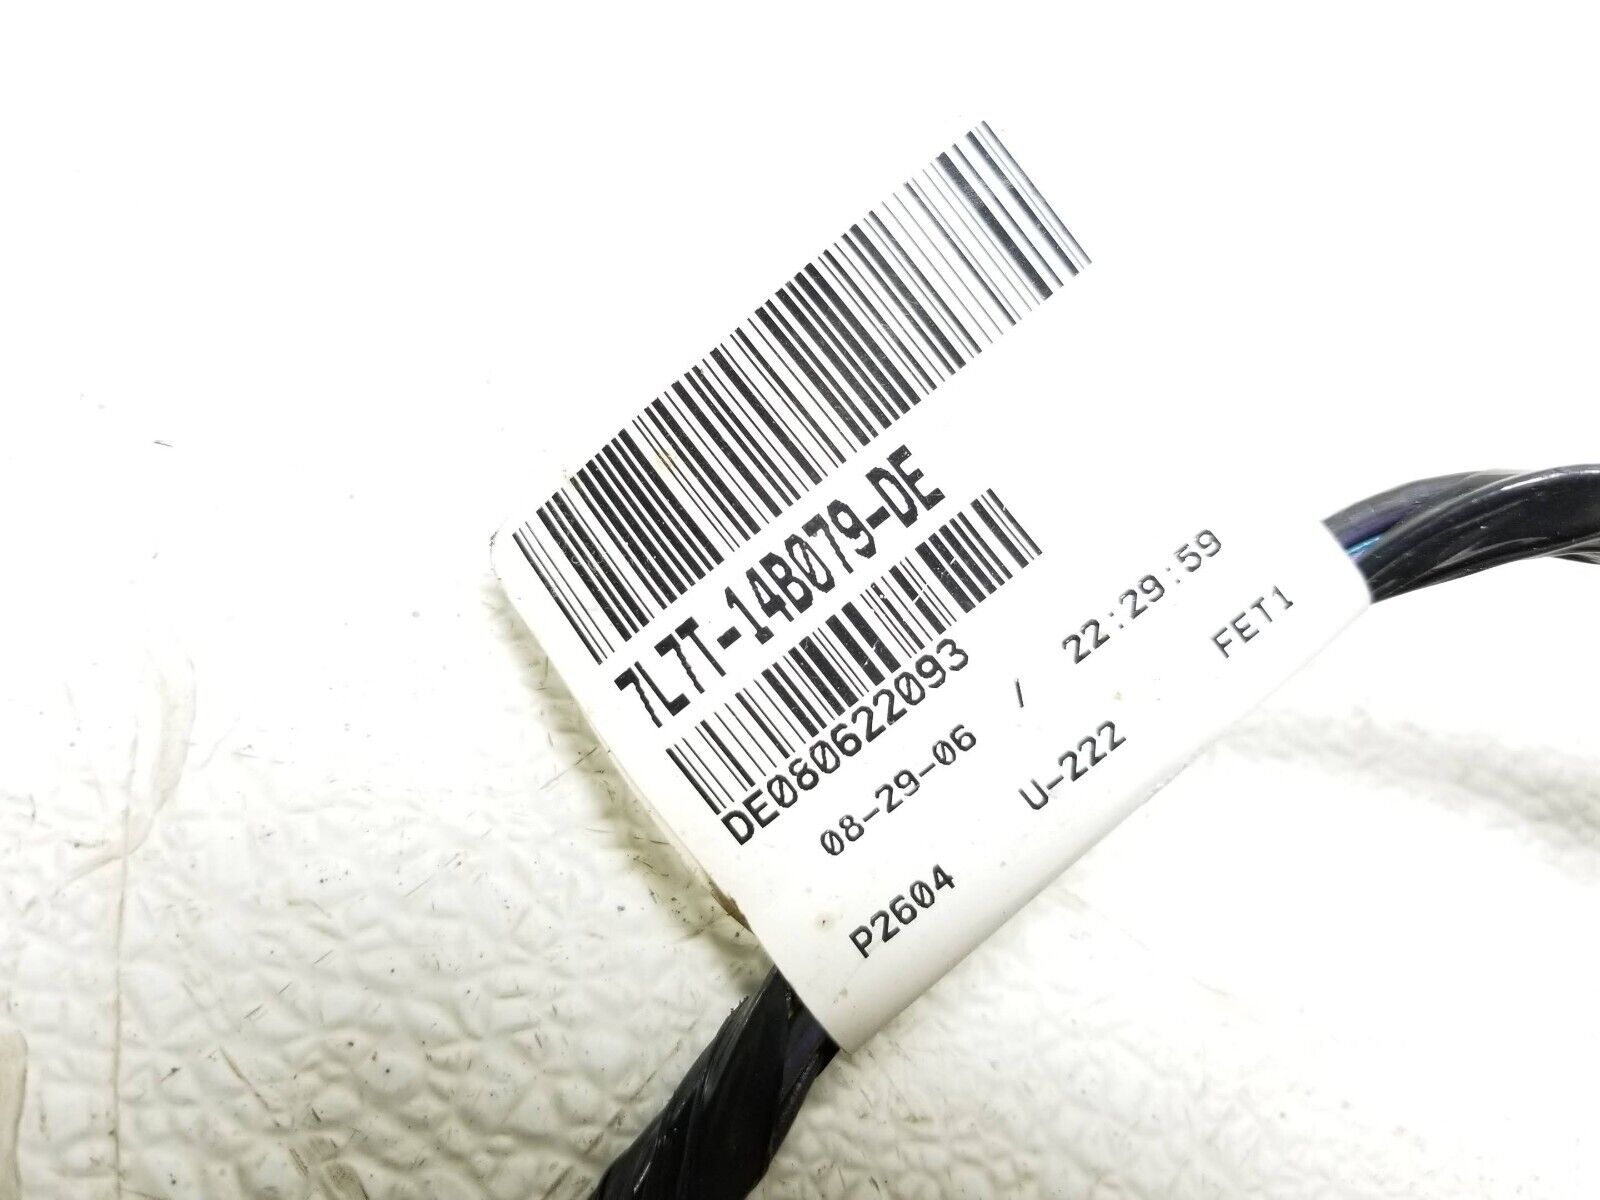 7L7T-14B079-DE
DE080622093
08-29-06 / 22:29:59
P2604 U-222 FET1